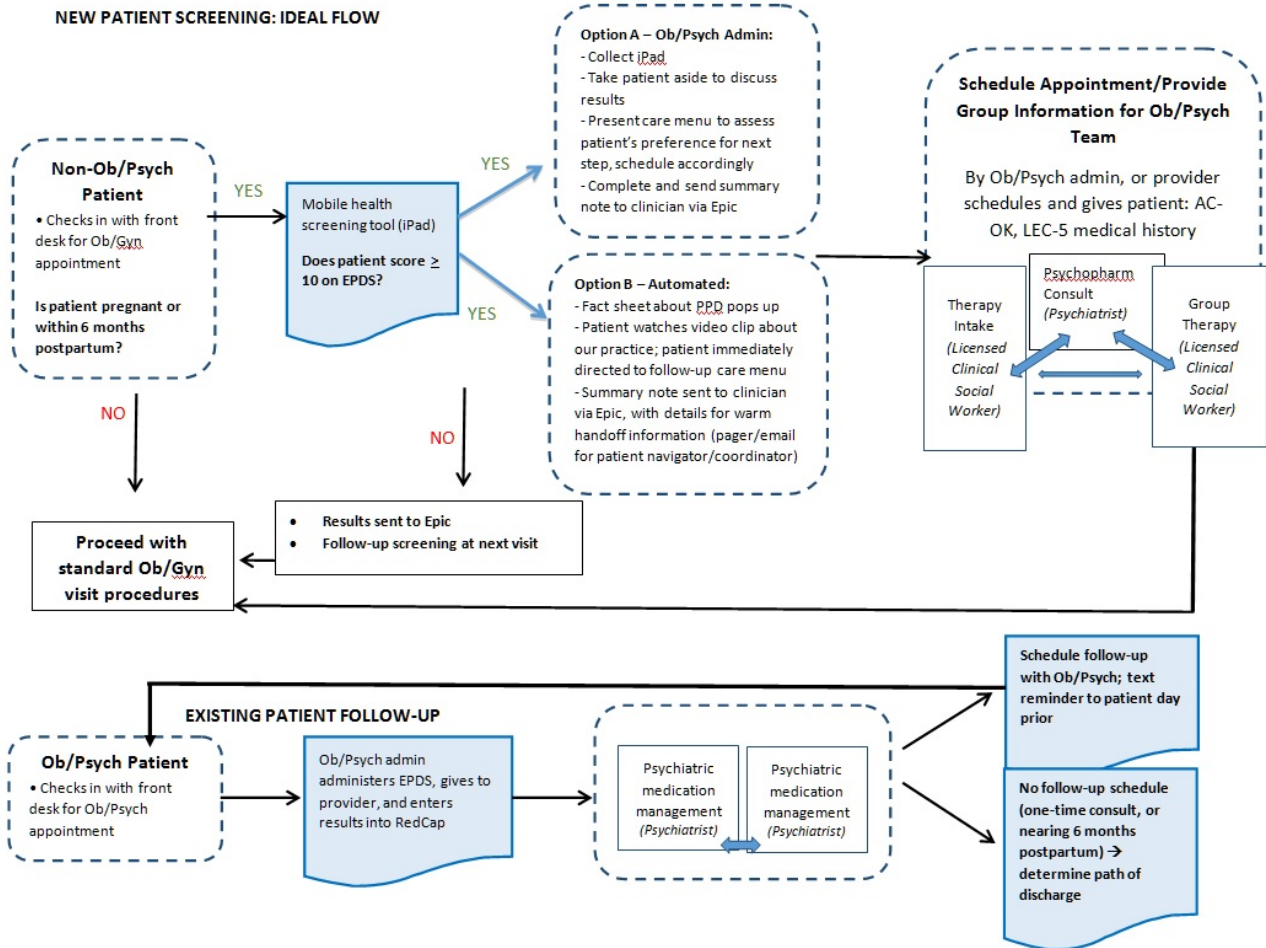 NEW PATIENT SCREENING: IDEAL FLOW
Non-Ob/Psych
Patient
• Checks in with front
desk for Ob/Gyn
appointment
Is patient pregnant or
within 6 months
postpartum?
YES
NO
Mobile health
screening tool (iPad)
Does patient score ≥
10 on EPDS?
YES
YES
NO
Option A – Ob/Psych Admin:
- Collect iPad
- Take patient aside to discuss
results
- Present care menu to assess
patient's preference for next
step, schedule accordingly
- Complete and send summary
note to clinician via Epic
Option B – Automated:
- Fact sheet about PPD pops up
- Patient watches video clip about
our practice; patient immediately
directed to follow-up care menu
- Summary note sent to clinician
via Epic, with details for warm
handoff information (pager/email
for patient navigator/coordinator)
Schedule Appointment/Provide
Group Information for Ob/Psych
Team
By Ob/Psych admin, or provider
schedules and gives patient: AC-
OK, LEC-5 medical history
Therapy
Intake
(Licensed
Clinical
Social
Worker)
Psychopharm
Consult
(Psychiatrist)
Group
Therapy
(Licensed
Clinical
Social
Worker)
• Results sent to Epic
• Follow-up screening at next visit
Proceed with
standard Ob/Gyn
visit procedures
EXISTING PATIENT FOLLOW-UP
Ob/Psych Patient
• Checks in with front
desk for Ob/Psych
appointment
Ob/Psych admin
administers EPDS, gives to
provider, and enters
results into RedCap
Psychiatric
medication
management
(Psychiatrist)
Psychiatric
medication
management
(Psychiatrist)
Schedule follow-up
with Ob/Psych; text
reminder to patient day
prior
No follow-up schedule
(one-time consult, or
nearing 6 months
postpartum) →
determine path of
discharge